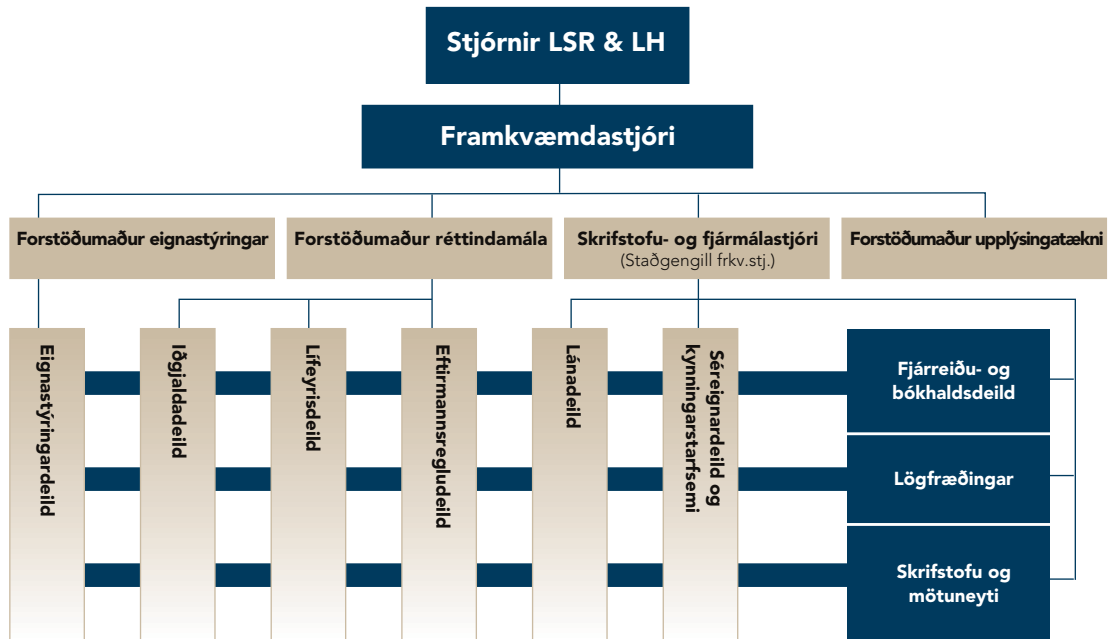 Stjórnir LSR & LH
Framkvæmdastjóri
Forstöðumaður eignastýringar
Forstöðumaður réttindamála
Skrifstofu- og fjármálastjóri
(Staðgengill frkv.stj.)
Forstöðumaður upplýsingatækni
Eignastýringardeild
Iðgjaldadeild
Lífeyrisdeild
Eftirmannsregludeild
Lánadeild
Séreignardeild og
kynningarstarfsemi
Fjárreiðu- og
bókhaldsdeild
Lögfræðingar
Skrifstofu og
mötuneyti